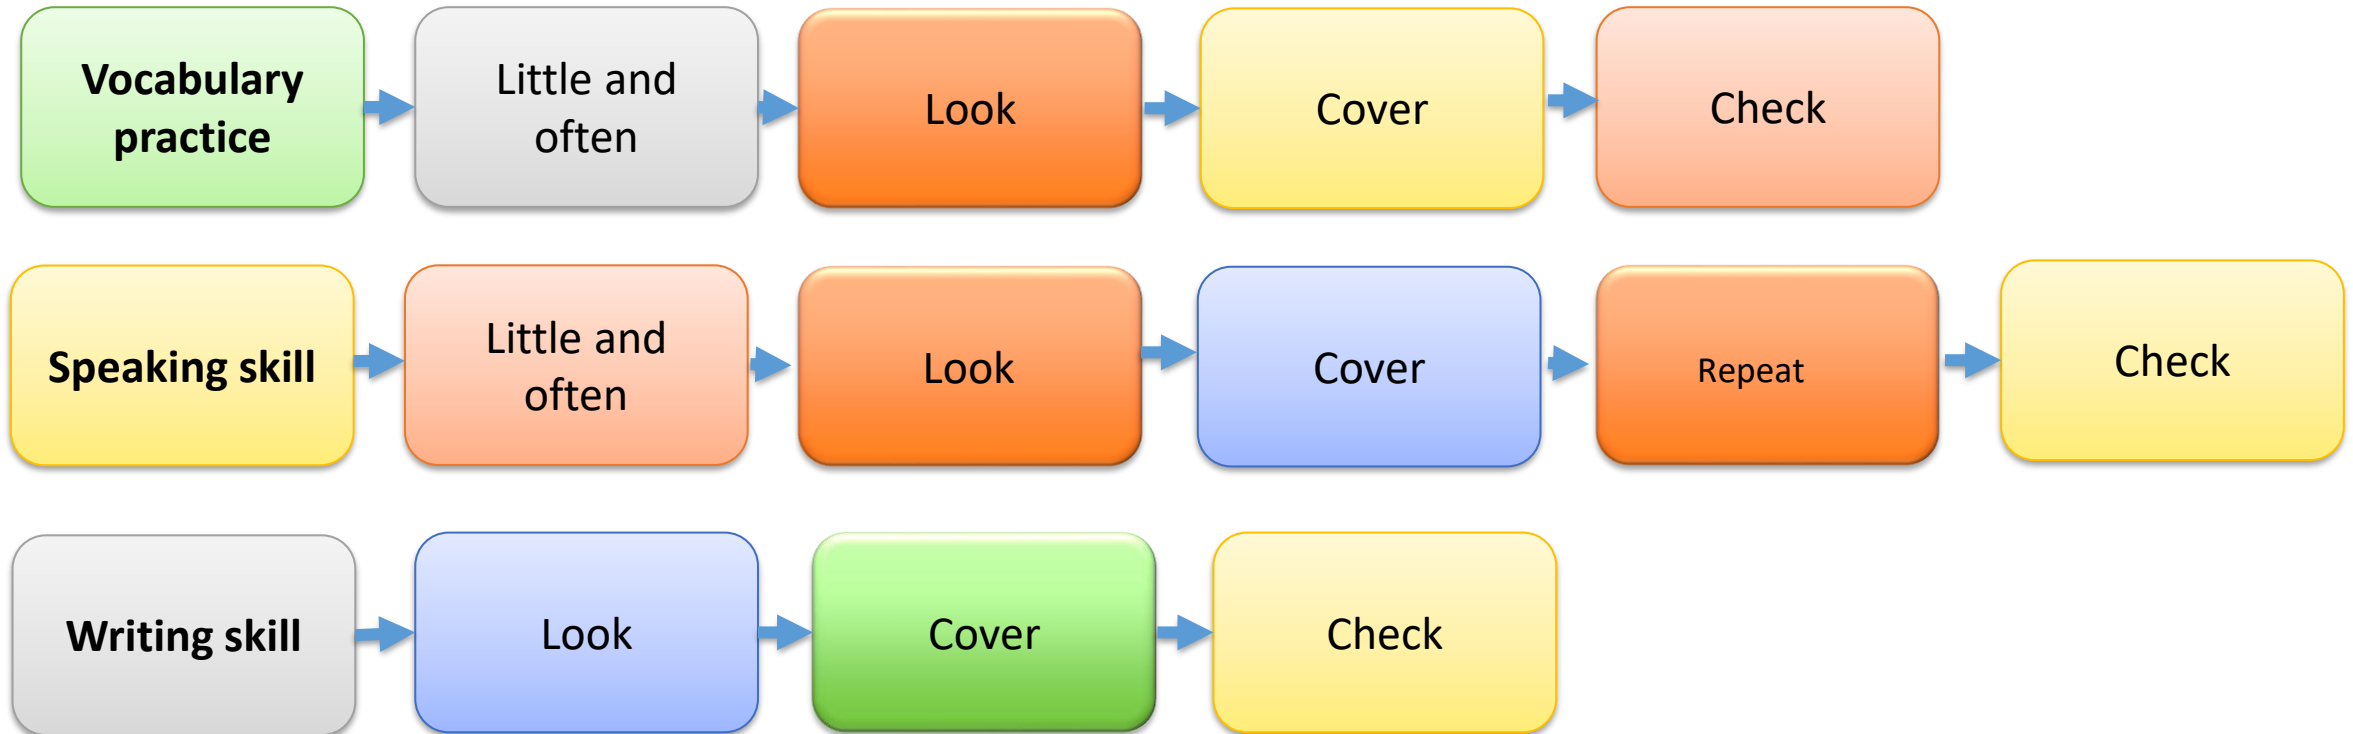 Vocabulary
practice
Little and
often
Look
Cover
Check
Speaking skill
Little and
often
Look
Cover
Repeat
Check
Writing skill
Look
Cover
Check